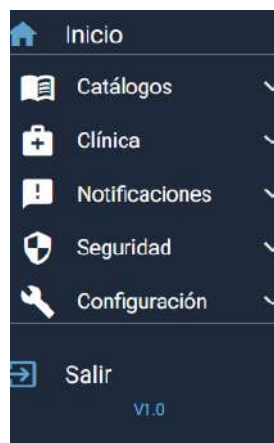 Inicio
Catálogos
Clínica
Notificaciones
Seguridad
Configuración
Salir
V1.0